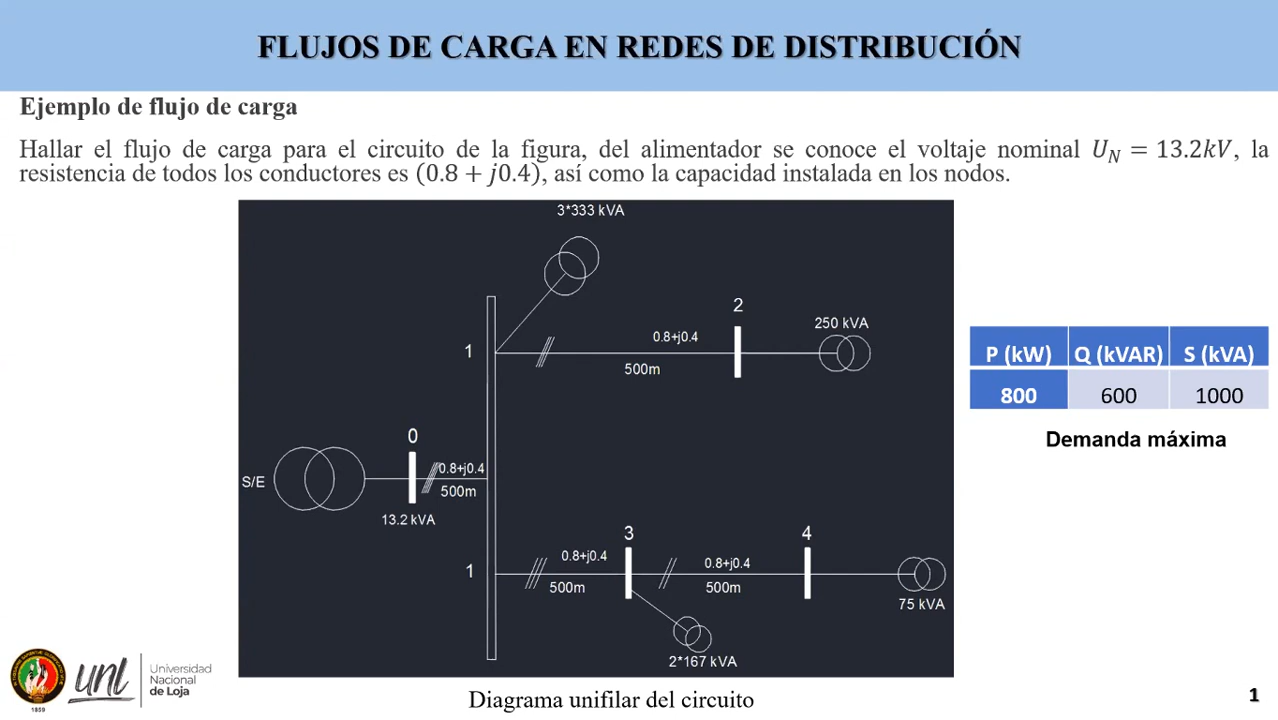 FLUJOS DE CARGA EN REDES DE DISTRIBUCIÓN
Ejemplo de flujo de carga
Hallar el flujo de carga para el circuito de la figura, del alimentador se conoce el voltaje nominal U_N = 13.2kV, la
resistencia de todos los conductores es (0.8 + j0.4), así como la capacidad instalada en los nodos.
3*333 kVA
2
0.8+j0.4
250 kVA
1
500m
0
0.8+j0.4
S/E
500m
13.2 kVA
3
4
0.8+j0.4
0.8+j0.4
1
500m
500m
75 kVA
2*167 kVA
P (kW) Q (kVAR) S (kVA)
800 600 1000
Demanda máxima
1859
unl
Universidad
Nacional
de Loja
Diagrama unifilar del circuito
1